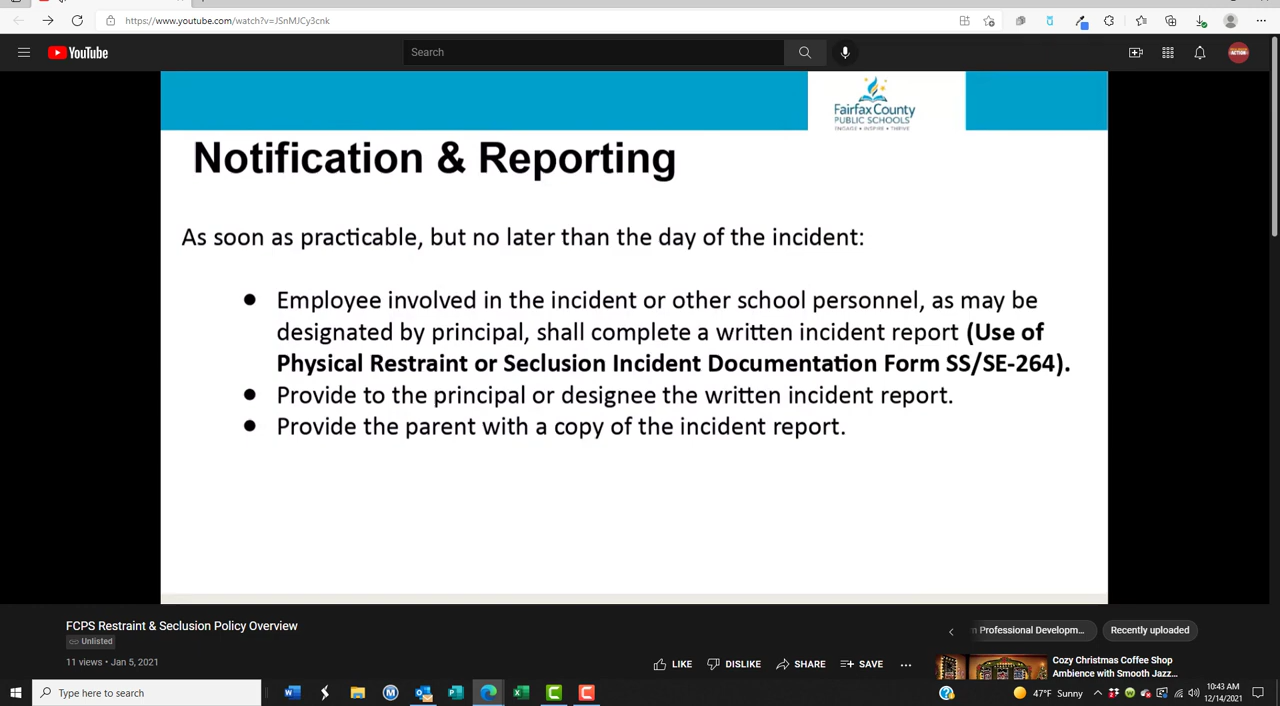 https://www.youtube.com/watch?v=JSnMJCy3cnk
YouTube
Search
Fairfax County
PUBLIC SCHOOLS
ENGAGE • INSPIRE • THRIVE
Notification & Reporting
As soon as practicable, but no later than the day of the incident:
● Employee involved in the incident or other school personnel, as may be
designated by principal, shall complete a written incident report (Use of
Physical Restraint or Seclusion Incident Documentation Form SS/SE-264).
● Provide to the principal or designee the written incident report.
● Provide the parent with a copy of the incident report.
FCPS Restraint & Seclusion Policy Overview
Unlisted
11 views • Jan 5, 2021
LIKE
DISLIKE
SHARE
SAVE
Professional Developm...
Recently uploaded
Cozy Christmas Coffee Shop
Ambience with Smooth Jazz...
Type here to search
47°F Sunny
10:43 AM
12/14/2021